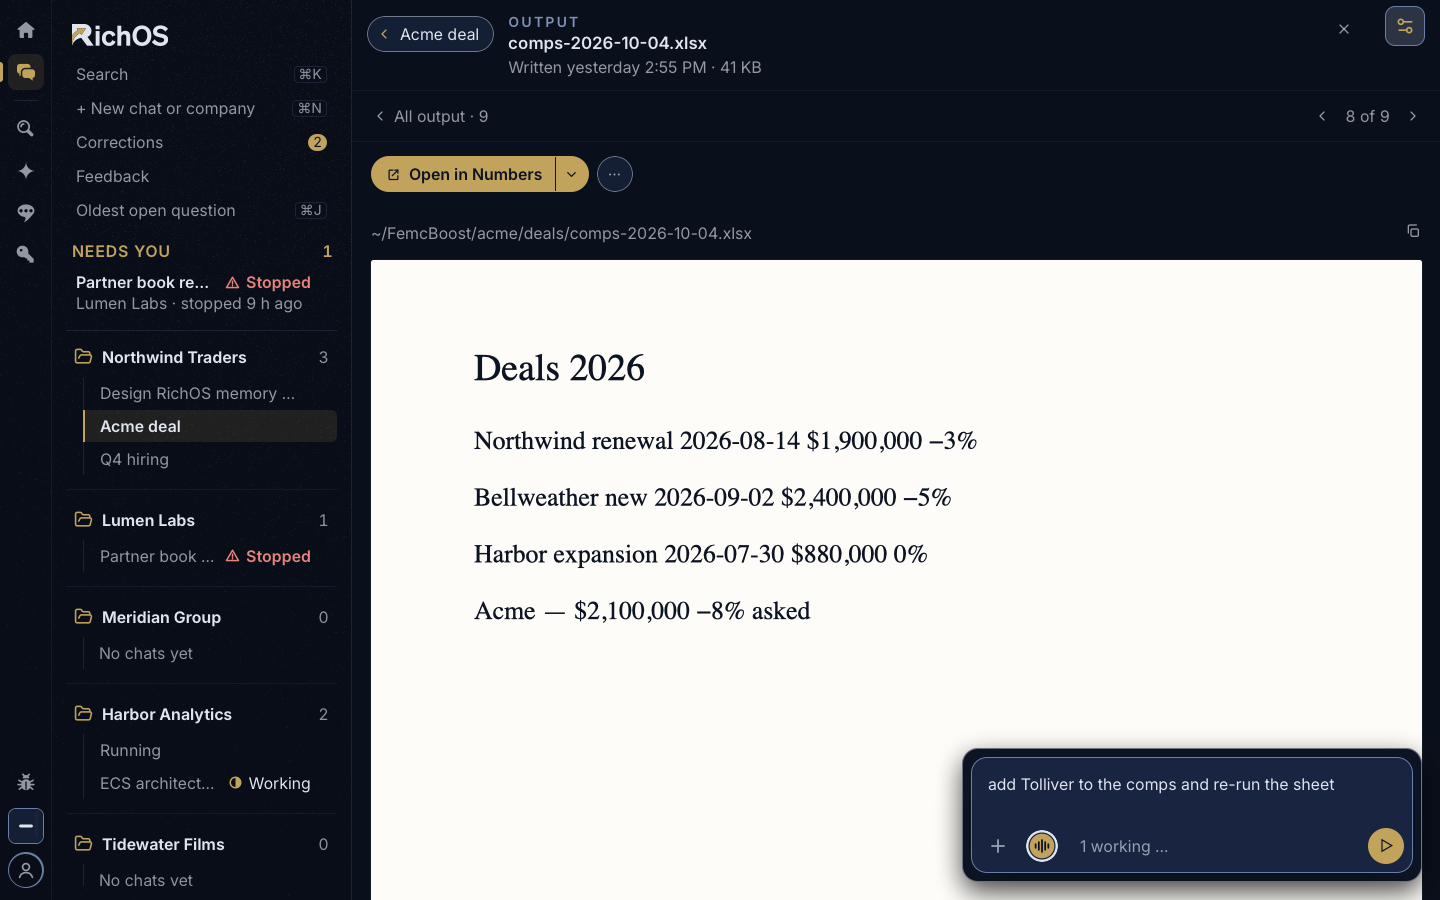 RichOS
Search ⌘K
+ New chat or company ⌘N
Corrections 2
Feedback
Oldest open question ⌘J
NEEDS YOU 1
Partner book re... Stopped
Lumen Labs · stopped 9 h ago
Northwind Traders 3
Design RichOS memory ...
Acme deal
Q4 hiring
Lumen Labs 1
Partner book ... Stopped
Meridian Group 0
No chats yet
Harbor Analytics 2
Running
ECS architect... Working
Tidewater Films 0
No chats yet
Acme deal
OUTPUT
comps-2026-10-04.xlsx
Written yesterday 2:55 PM · 41 KB
All output · 9
8 of 9
Open in Numbers
~/FemcBoost/acme/deals/comps-2026-10-04.xlsx
Deals 2026
Northwind renewal 2026-08-14 $1,900,000 −3%
Bellweather new 2026-09-02 $2,400,000 −5%
Harbor expansion 2026-07-30 $880,000 0%
Acme — $2,100,000 −8% asked
add Tolliver to the comps and re-run the sheet
1 working ...